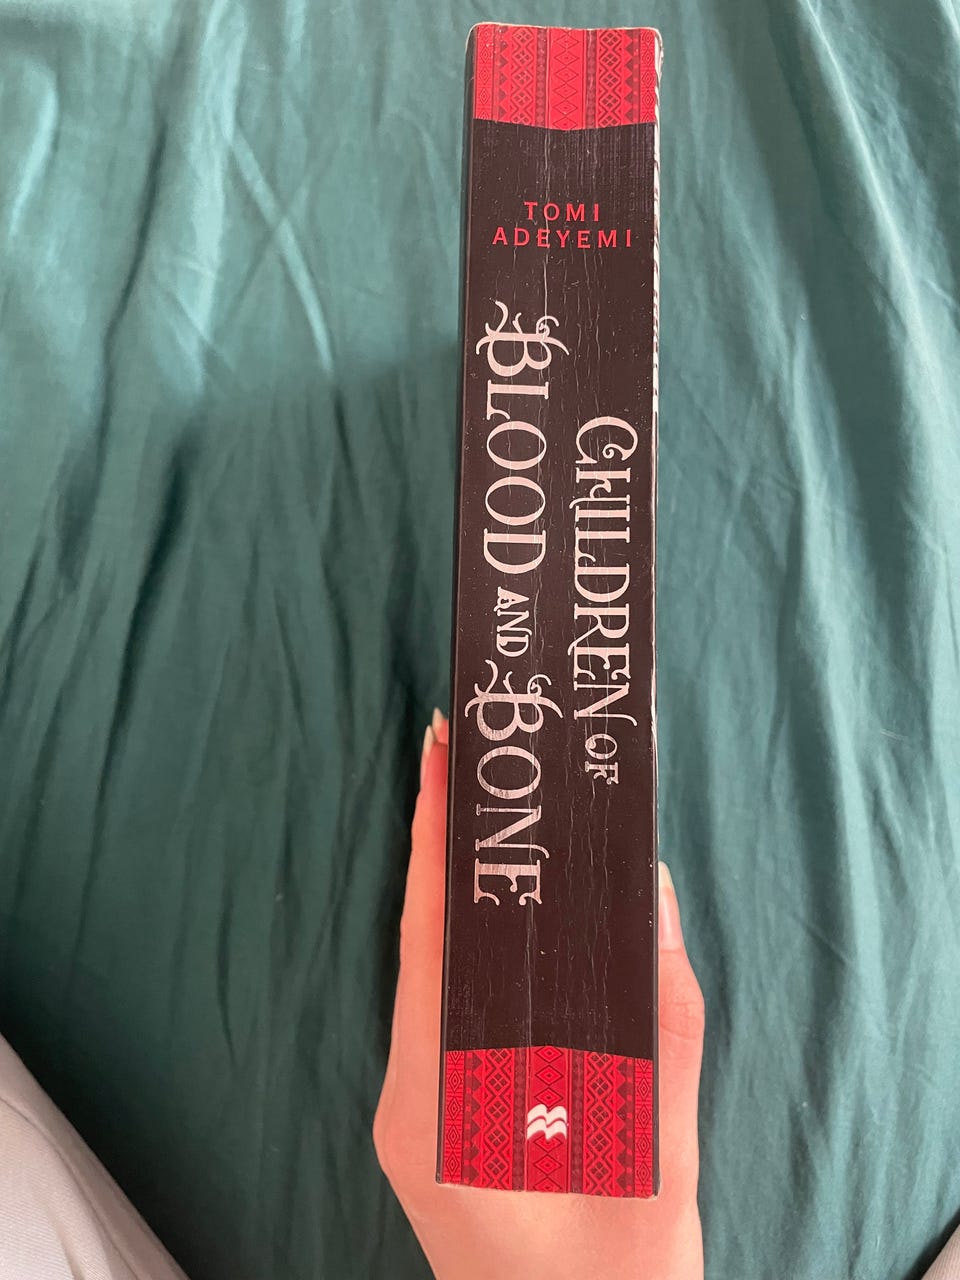 TOMI
ADEYEMI
CHILDREN OF
BLOOD AND BONE